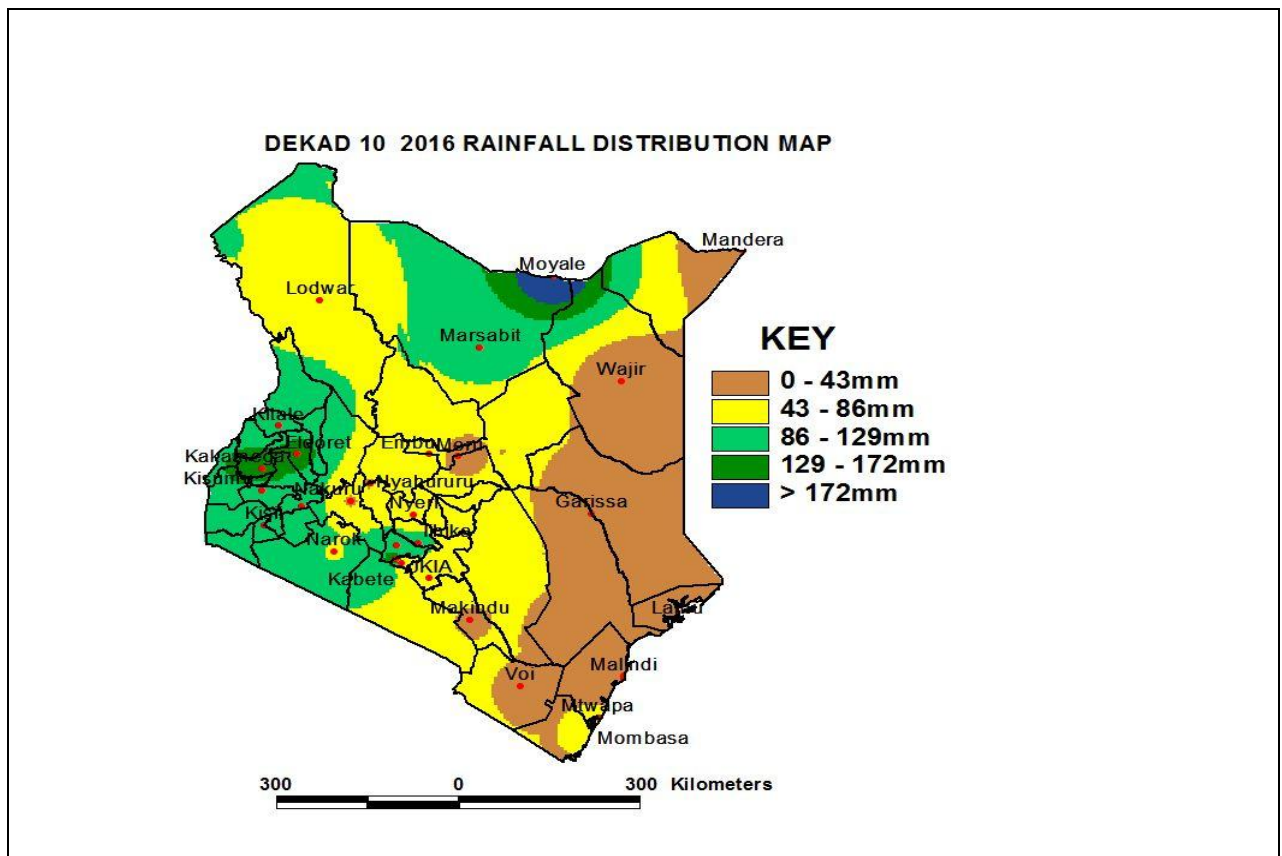 DEKAD 10 2016 RAINFALL DISTRIBUTION MAP
Mandera
Moyale
Lodwar
Marsabit
KEY
Wajir
0 - 43mm
43 - 86mm
86 - 129mm
129 - 172mm
> 172mm
Kitale
Eldoret
Embu
Meru
Kakamega
Kisumu
Nakuru
Nyahururu
Nyeri
Garissa
Kisii
Thika
Narok
JKIA
Kabete
Makindu
Lamu
Voi
Malindi
Mtwapa
Mombasa
300 0 300 Kilometers